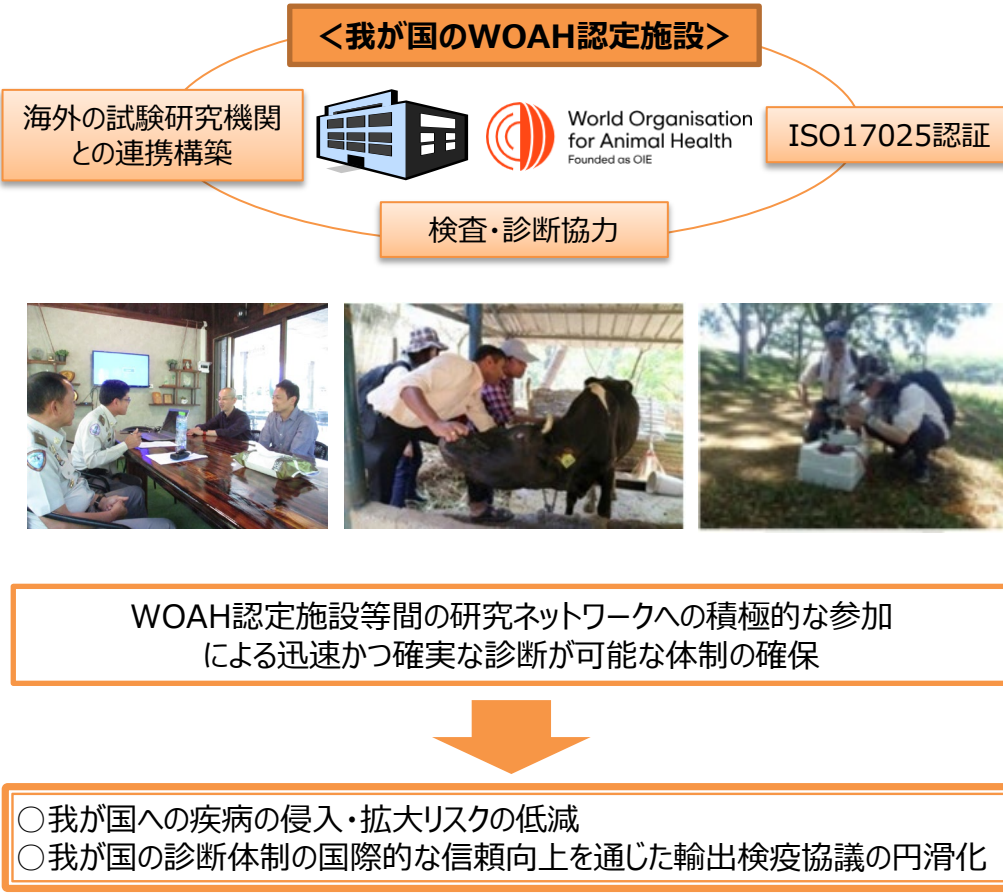 ＜我が国のWOAH認定施設＞
海外の試験研究機関
との連携構築
World Organisation
for Animal Health
Founded as OIE
ISO17025認証
検査・診断協力
WOAH認定施設等間の研究ネットワークへの積極的な参加
による迅速かつ確実な診断が可能な体制の確保
○我が国への疾病の侵入・拡大リスクの低減
○我が国の診断体制の国際的な信頼向上を通じた輸出検疫協議の円滑化